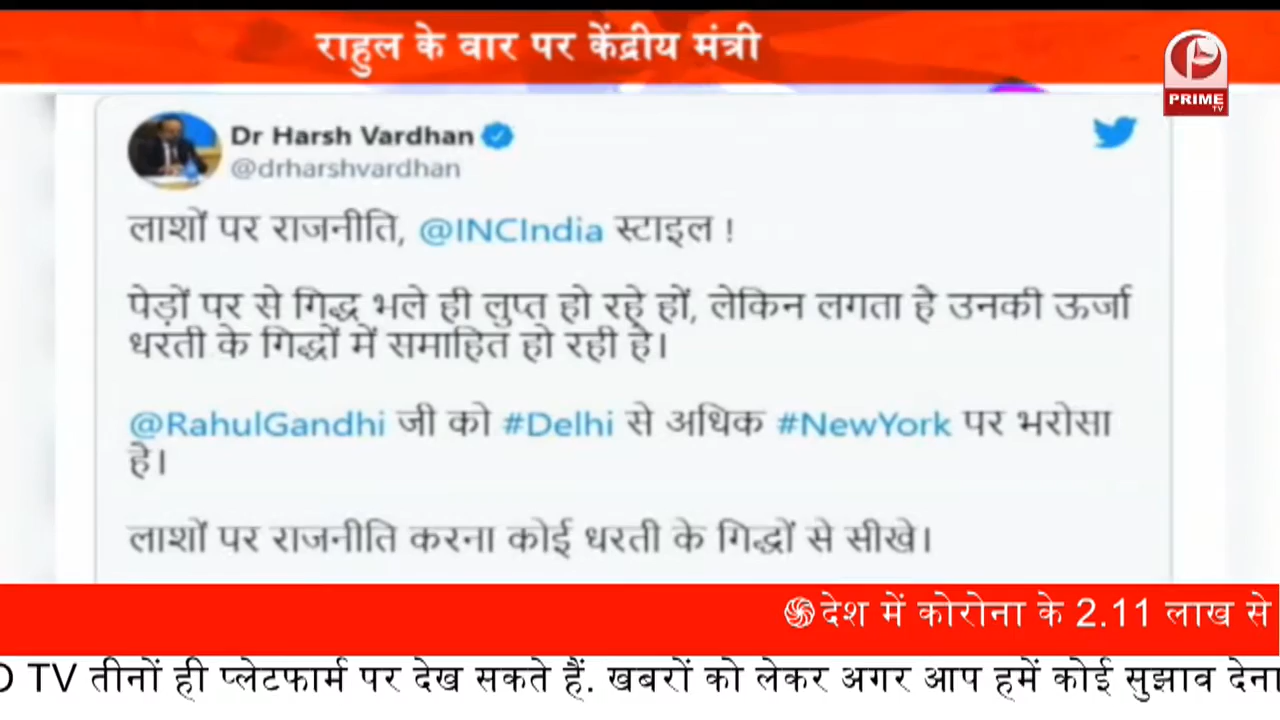 राहुल के वार पर केंद्रीय मंत्री
PRIME
TV
Dr Harsh Vardhan
@drharshvardhan
लाशों पर राजनीति, @INCIndia स्टाइल !
पेड़ों पर से गिद्ध भले ही लुप्त हो रहे हों, लेकिन लगता है उनकी ऊर्जा
धरती के गिद्धों में समाहित हो रही है।
@RahulGandhi जी को #Delhi से अधिक #NewYork पर भरोसा
है।
लाशों पर राजनीति करना कोई धरती के गिद्धों से सीखे।
देश में कोरोना के 2.11 लाख से
TV तीनों ही प्लेटफार्म पर देख सकते हैं. खबरों को लेकर अगर आप हमें कोई सुझाव देना